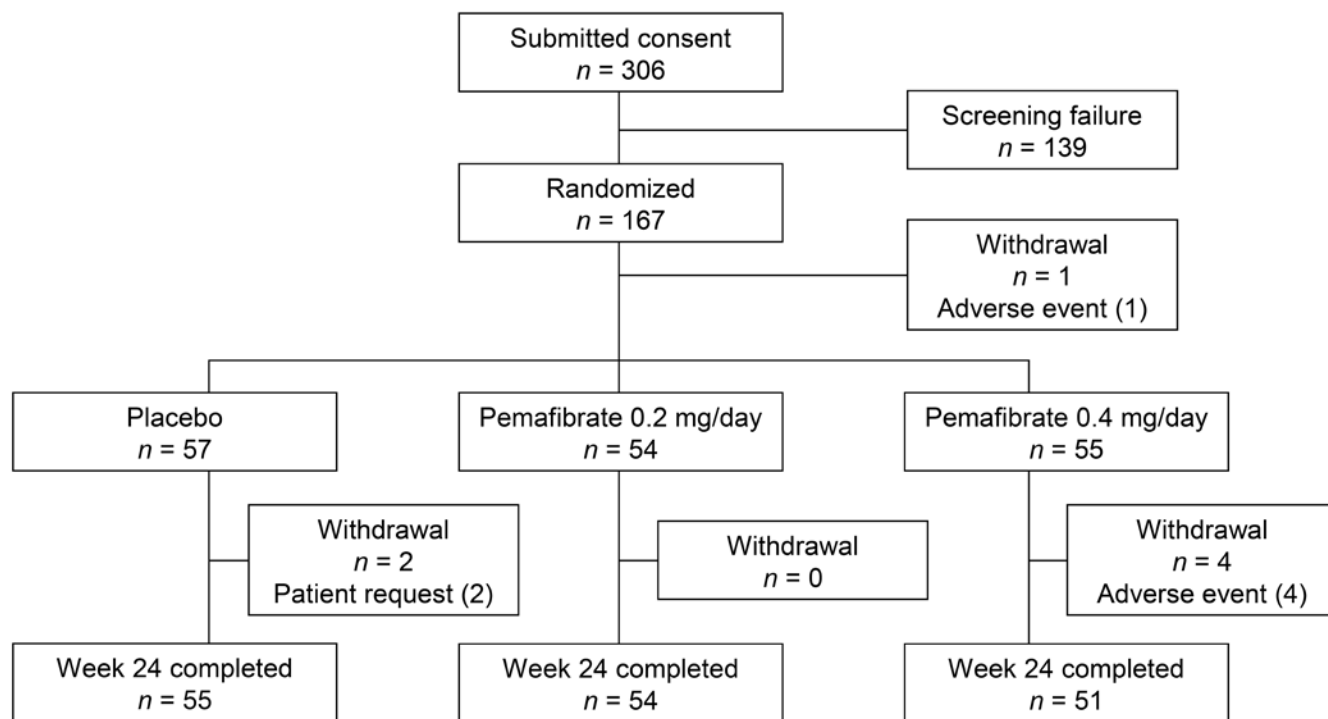 Submitted consent
n = 306
Screening failure
n = 139
Randomized
n = 167
Withdrawal
n = 1
Adverse event (1)
Placebo
n = 57
Pemafibrate 0.2 mg/day
n = 54
Pemafibrate 0.4 mg/day
n = 55
Withdrawal
n = 2
Patient request (2)
Withdrawal
n = 0
Withdrawal
n = 4
Adverse event (4)
Week 24 completed
n = 55
Week 24 completed
n = 54
Week 24 completed
n = 51